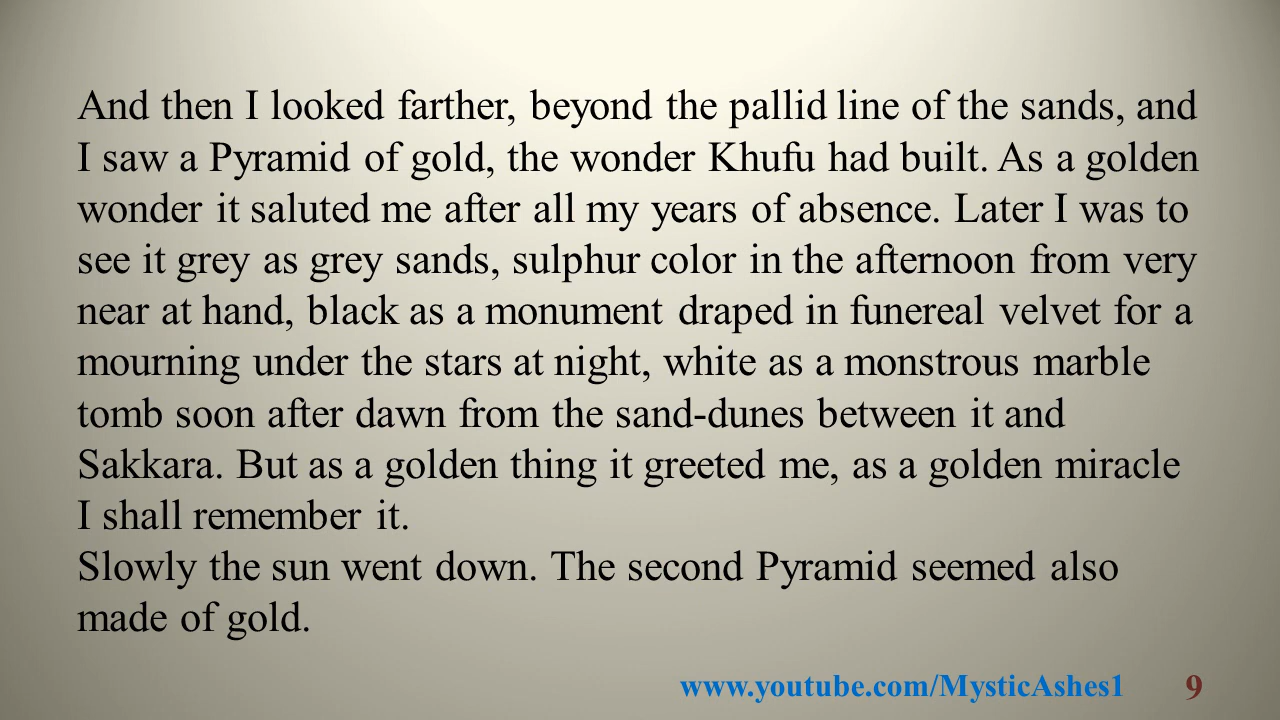 And then I looked farther, beyond the pallid line of the sands, and
I saw a Pyramid of gold, the wonder Khufu had built. As a golden
wonder it saluted me after all my years of absence. Later I was to
see it grey as grey sands, sulphur color in the afternoon from very
near at hand, black as a monument draped in funereal velvet for a
mourning under the stars at night, white as a monstrous marble
tomb soon after dawn from the sand-dunes between it and
Sakkara. But as a golden thing it greeted me, as a golden miracle
I shall remember it.
Slowly the sun went down. The second Pyramid seemed also
made of gold.
www.youtube.com/MysticAshes1 9